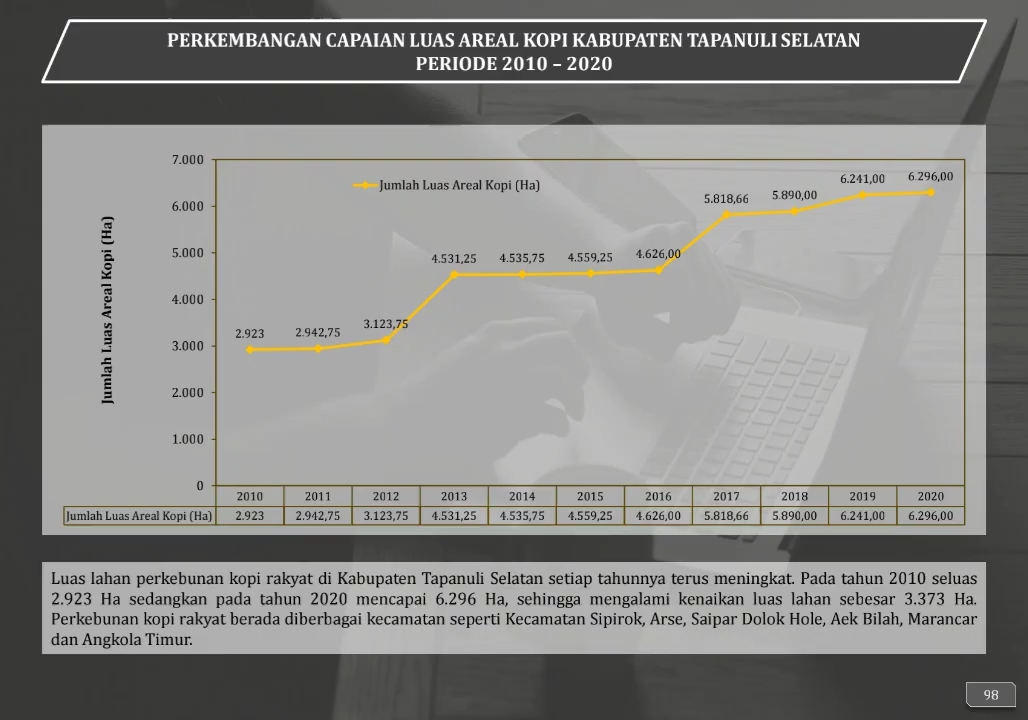 PERKEMBANGAN CAPAIAN LUAS AREAL KOPI KABUPATEN TAPANULI SELATAN
PERIODE 2010 – 2020
Jumlah Luas Areal Kopi (Ha)
7.000
6.000
5.000
4.000
3.000
2.000
1.000
0
Jumlah Luas Areal Kopi (Ha)
2.923
2.942,75
3.123,75
4.531,25
4.535,75
4.559,25
4.626,00
5.818,66
5.890,00
6.241,00
6.296,00
2010 2011 2012 2013 2014 2015 2016 2017 2018 2019 2020
Jumlah Luas Areal Kopi (Ha) 2.923 2.942,75 3.123,75 4.531,25 4.535,75 4.559,25 4.626,00 5.818,66 5.890,00 6.241,00 6.296,00
Luas lahan perkebunan kopi rakyat di Kabupaten Tapanuli Selatan setiap tahunnya terus meningkat. Pada tahun 2010 seluas
2.923 Ha sedangkan pada tahun 2020 mencapai 6.296 Ha, sehingga mengalami kenaikan luas lahan sebesar 3.373 Ha.
Perkebunan kopi rakyat berada diberbagai kecamatan seperti Kecamatan Sipirok, Arse, Saipar Dolok Hole, Aek Bilah, Marancar
dan Angkola Timur.
98